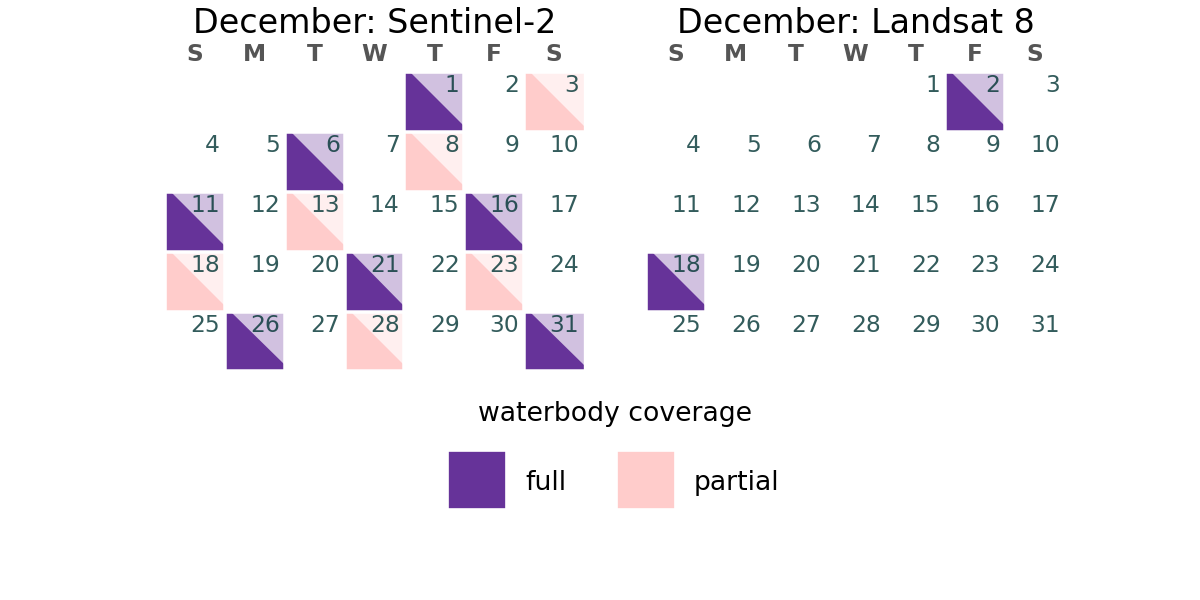 December: Sentinel-2
S M T W T F S
1 2 3
4 5 6 7 8 9 10
11 12 13 14 15 16 17
18 19 20 21 22 23 24
25 26 27 28 29 30 31
December: Landsat 8
S M T W T F S
1 2 3
4 5 6 7 8 9 10
11 12 13 14 15 16 17
18 19 20 21 22 23 24
25 26 27 28 29 30 31
waterbody coverage
full
partial